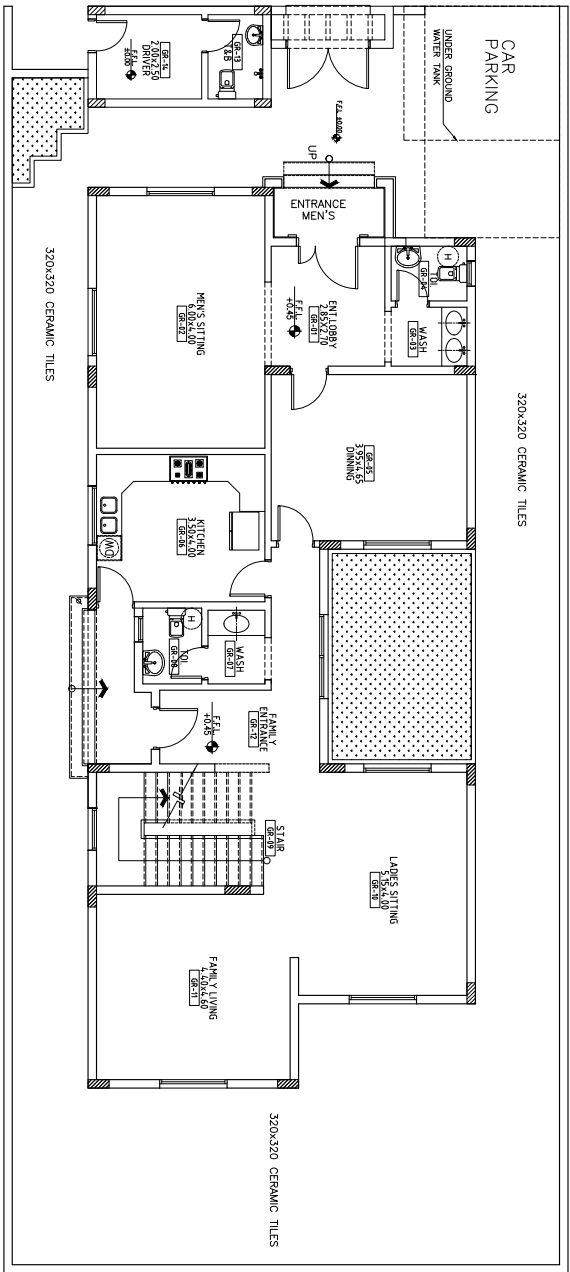 CAR
PARKING
UNDER GROUND
WATER TANK
GR-13
T&B
GR-14
2.00x2.50
DRIVER
F.F.L
±0.00
F.F.L ±0.00
UP
ENTRANCE
MEN'S
320x320 CERAMIC TILES
320x320 CERAMIC TILES
MEN'S SITTING
6.00x4.00
GR-02
ENT.LOBBY
2.85x2.70
GR-01
F.F.L
+0.45
H
TOI.
GR-04
WASH
GR-03
GR-05
3.95x4.65
DINNING
KITCHEN
3.50x4.00
GR-06
DW
H
TOI.
GR-08
WASH
GR-07
FAMILY
ENTRANCE
GR-12
F.F.L
+0.45
STAIR
GR-09
LADIES SITTING
5.15x4.00
GR-10
FAMILY LIVING
4.40x4.60
GR-11
320x320 CERAMIC TILES